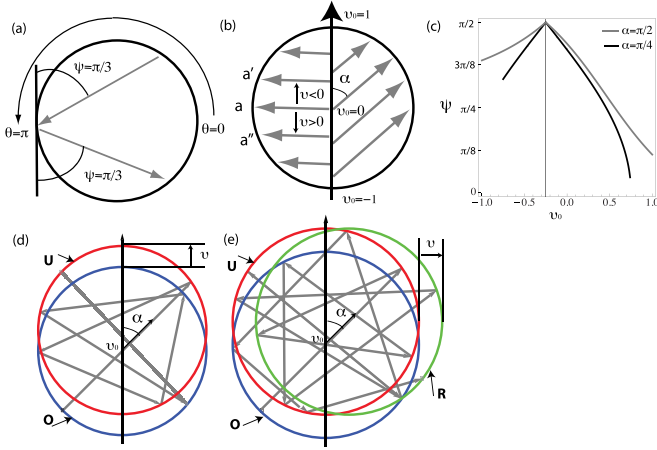 (a)
ψ=π/3
θ=π
θ=0
ψ=π/3
(b)
υ₀=1
a'
α
υ<0
a
υ₀=0
υ>0
a''
υ₀=-1
(c)
α=π/2
α=π/4
π/2
3π/8
π/4
π/8
0
ψ
-1.0
-0.5
0.0
0.5
1.0
υ₀
(d)
U
υ
α
υ₀
O
(e)
U
υ
α
υ₀
O
R